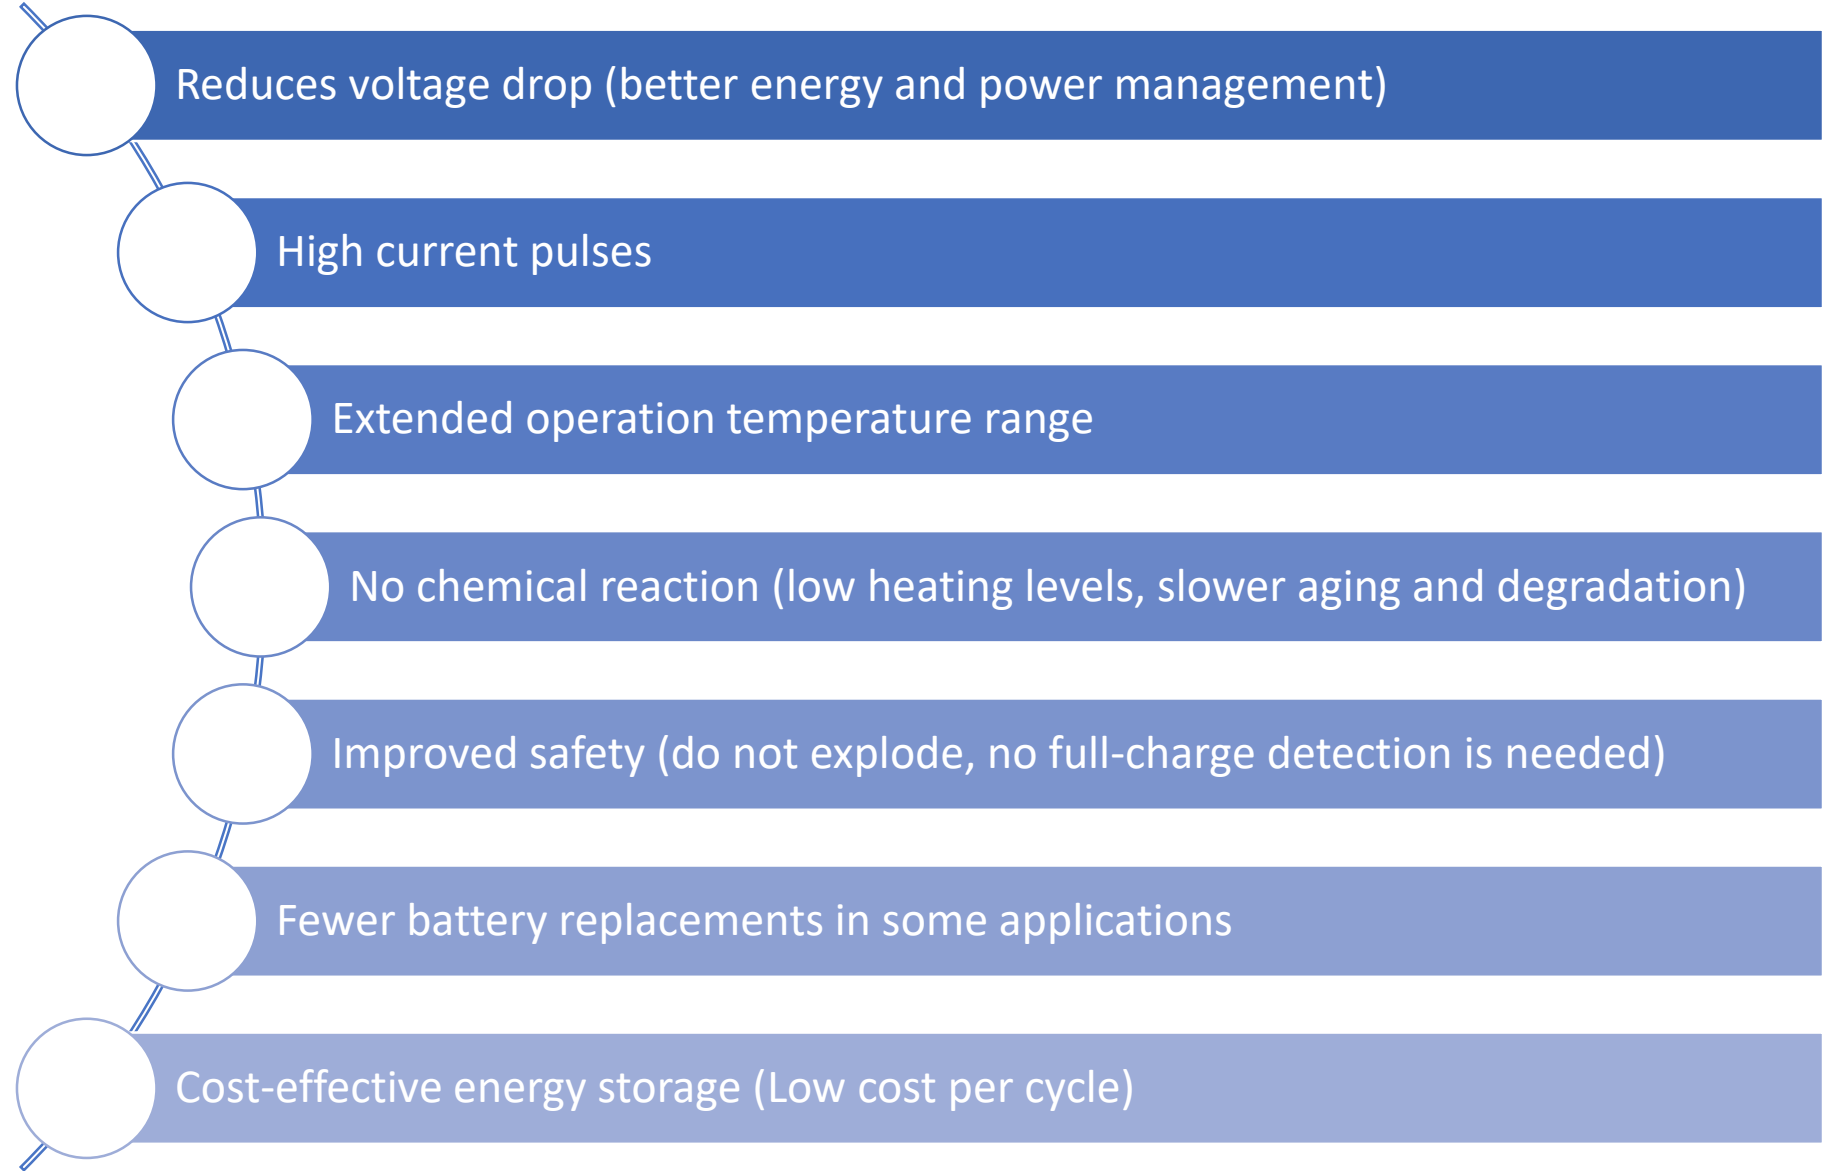 Reduces voltage drop (better energy and power management)
High current pulses
Extended operation temperature range
No chemical reaction (low heating levels, slower aging and degradation)
Improved safety (do not explode, no full-charge detection is needed)
Fewer battery replacements in some applications
Cost-effective energy storage (Low cost per cycle)